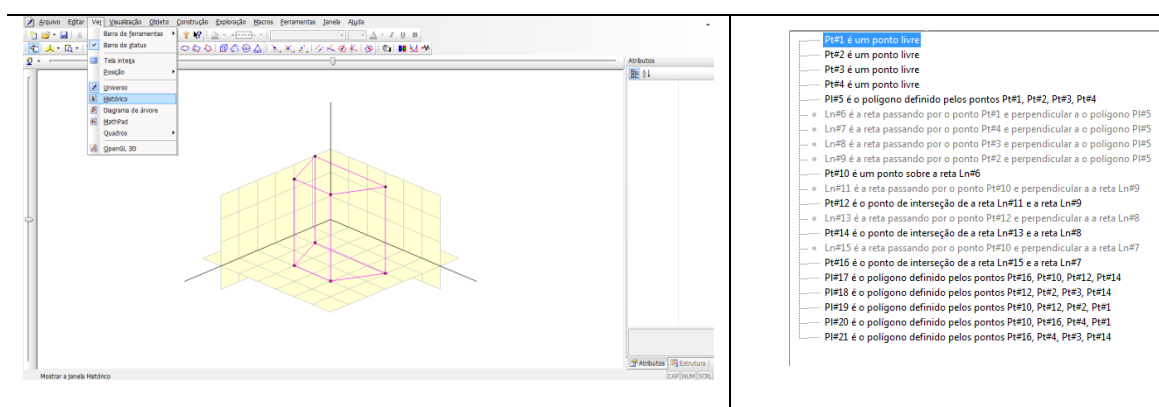 Arquivo Egitar Ver Visualização Objeto Construção Exploração Macros Ferramentas Janela Ajuda
Barra de ferramentas
Barra de status
Tela inteira
Posição
Universo
Histórico
Diagrama de árvore
MathPad
Quadros
OpenGL 3D
Atributos
Atributos Estrutura
Mostrar a janela Histórico
CAP NUM SCRL
Pt#1 é um ponto livre
Pt#2 é um ponto livre
Pt#3 é um ponto livre
Pt#4 é um ponto livre
Pl#5 é o polígono definido pelos pontos Pt#1, Pt#2, Pt#3, Pt#4
Ln#6 é a reta passando por o ponto Pt#1 e perpendicular a o polígono Pl#5
Ln#7 é a reta passando por o ponto Pt#4 e perpendicular a o polígono Pl#5
Ln#8 é a reta passando por o ponto Pt#3 e perpendicular a o polígono Pl#5
Ln#9 é a reta passando por o ponto Pt#2 e perpendicular a o polígono Pl#5
Pt#10 é um ponto sobre a reta Ln#6
Ln#11 é a reta passando por o ponto Pt#10 e perpendicular a a reta Ln#9
Pt#12 é o ponto de interseção de a reta Ln#11 e a reta Ln#9
Ln#13 é a reta passando por o ponto Pt#12 e perpendicular a a reta Ln#8
Pt#14 é o ponto de interseção de a reta Ln#13 e a reta Ln#8
Ln#15 é a reta passando por o ponto Pt#10 e perpendicular a a reta Ln#7
Pt#16 é o ponto de interseção de a reta Ln#15 e a reta Ln#7
Pl#17 é o polígono definido pelos pontos Pt#16, Pt#10, Pt#12, Pt#14
Pl#18 é o polígono definido pelos pontos Pt#12, Pt#2, Pt#3, Pt#14
Pl#19 é o polígono definido pelos pontos Pt#10, Pt#12, Pt#2, Pt#1
Pl#20 é o polígono definido pelos pontos Pt#10, Pt#16, Pt#4, Pt#1
Pl#21 é o polígono definido pelos pontos Pt#16, Pt#4, Pt#3, Pt#14